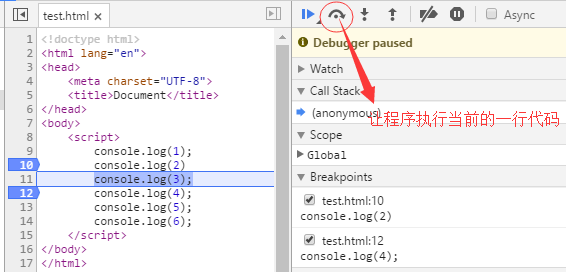 test.html ×
Async
1 <!doctype html>
2 <html lang="en">
3 <head>
4 <meta charset="UTF-8">
5 <title>Document</title>
6 </head>
7 <body>
8 <script>
9 console.log(1);
10 console.log(2)
11 console.log(3);
12 console.log(4);
13 console.log(5);
14 console.log(6);
15 </script>
16 </body>
17 </html>
Debugger paused
Watch
Call Stack
(anonymous)
让程序执行当前的一行代码
Scope
Global
Breakpoints
test.html:10
console.log(2)
test.html:12
console.log(4);